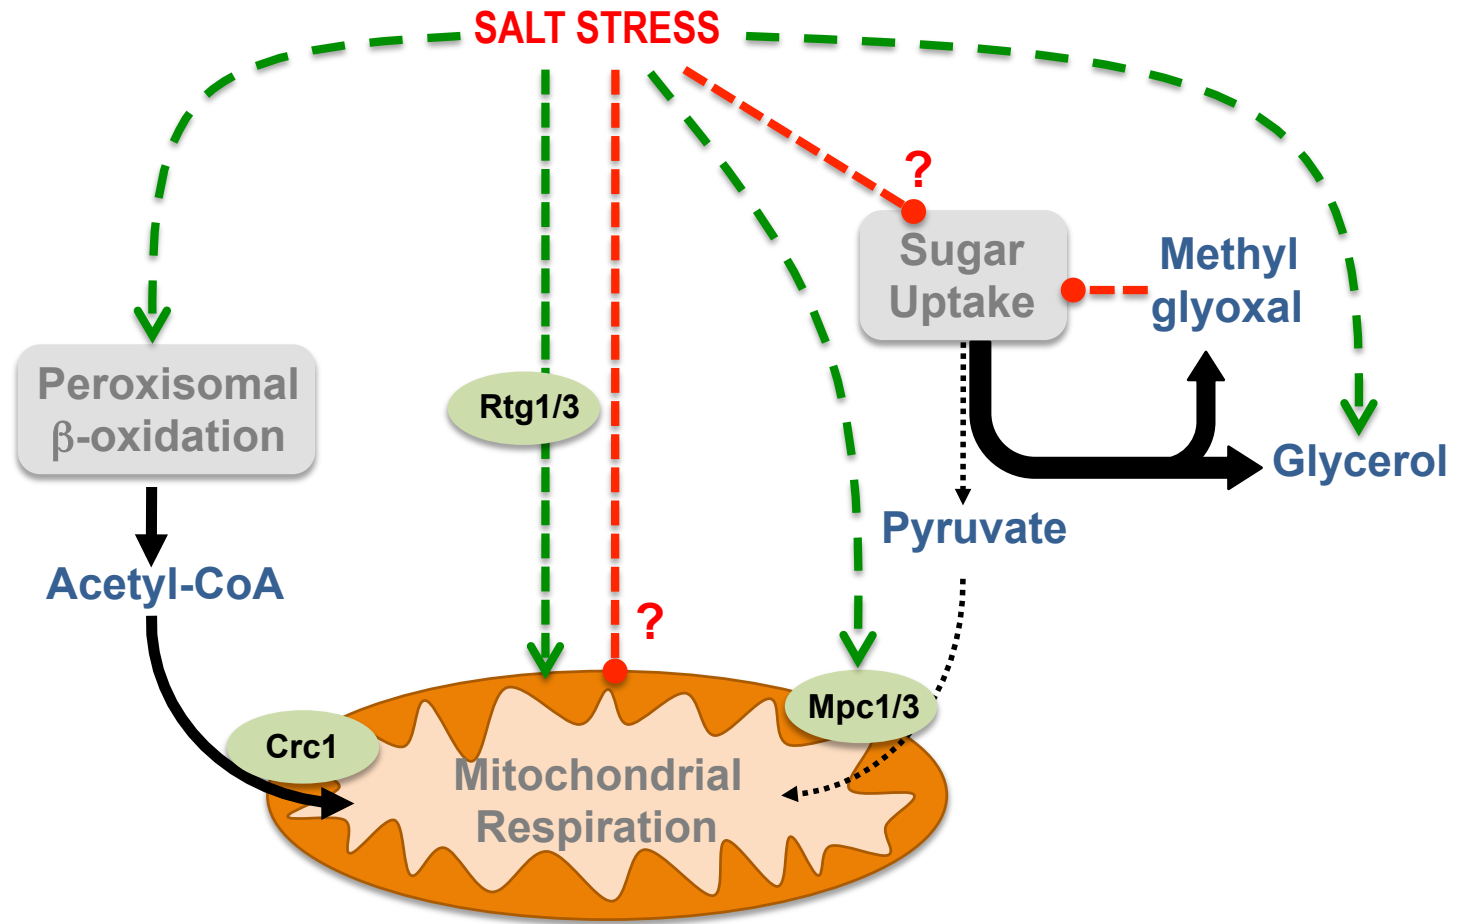 SALT STRESS
?
Sugar
Uptake
Methyl
glyoxal
Peroxisomal
β-oxidation
Rtg1/3
Glycerol
Pyruvate
Acetyl-CoA
?
Mpc1/3
Crc1
Mitochondrial
Respiration